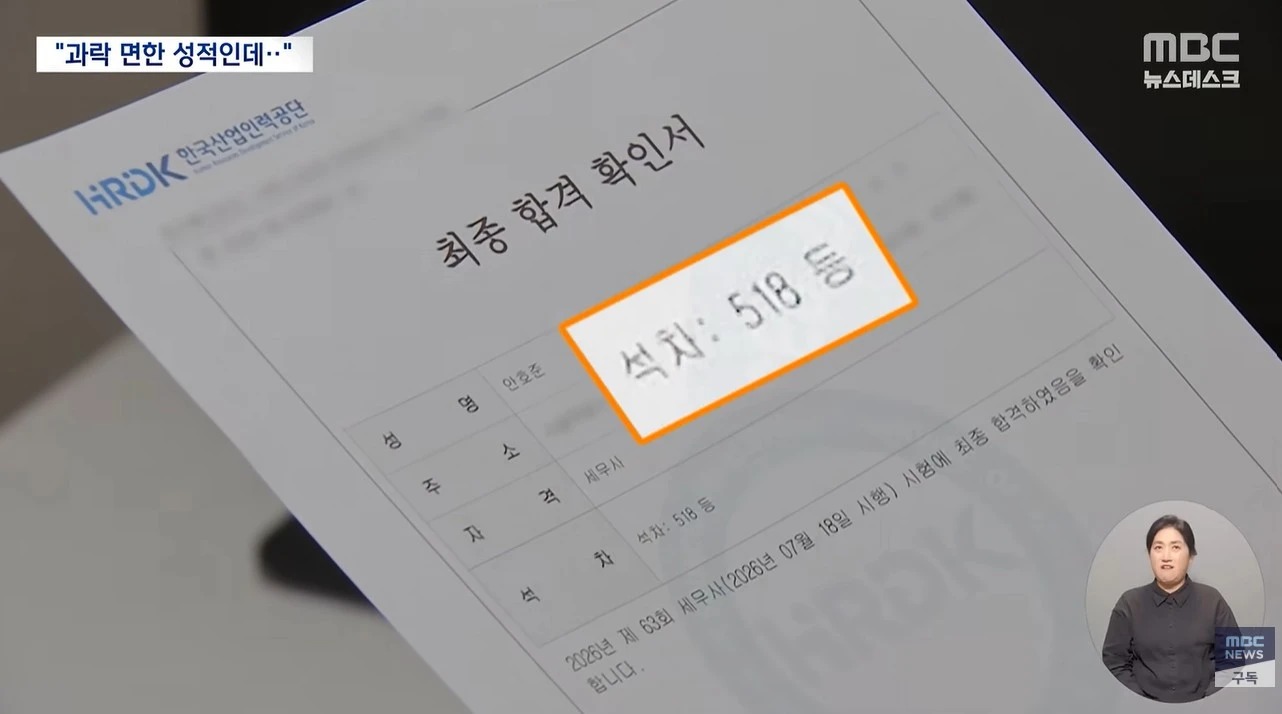 "과락 면한 성적인데··"
MBC
뉴스데스크
HRDK 한국산업인력공단
최종 합격 확인서
석차: 518 등
성 명 안호준
주 소
자 격 세무사
석 차 석차: 518 등
2026년 제 63회 세무사(2026년 07월 18일 시행) 시험에 최종 합격하였음을 확인
합니다.
HRDK
MBC
NEWS
구독